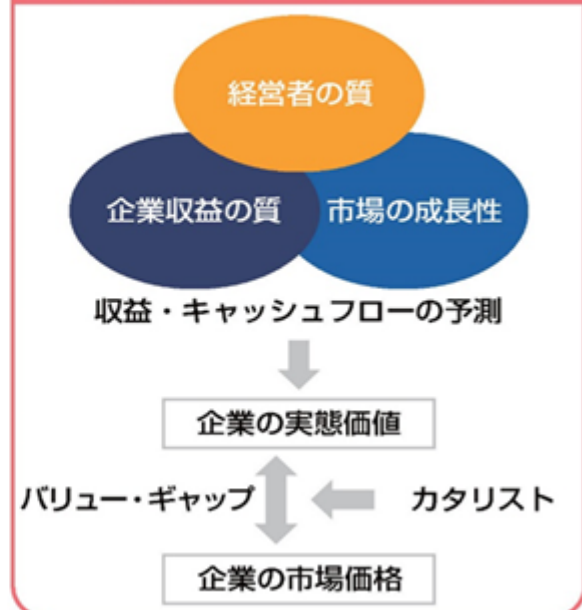 経営者の質
企業収益の質
市場の成長性
収益・キャッシュフローの予測
企業の実態価値
バリュー・ギャップ
カタリスト
企業の市場価格